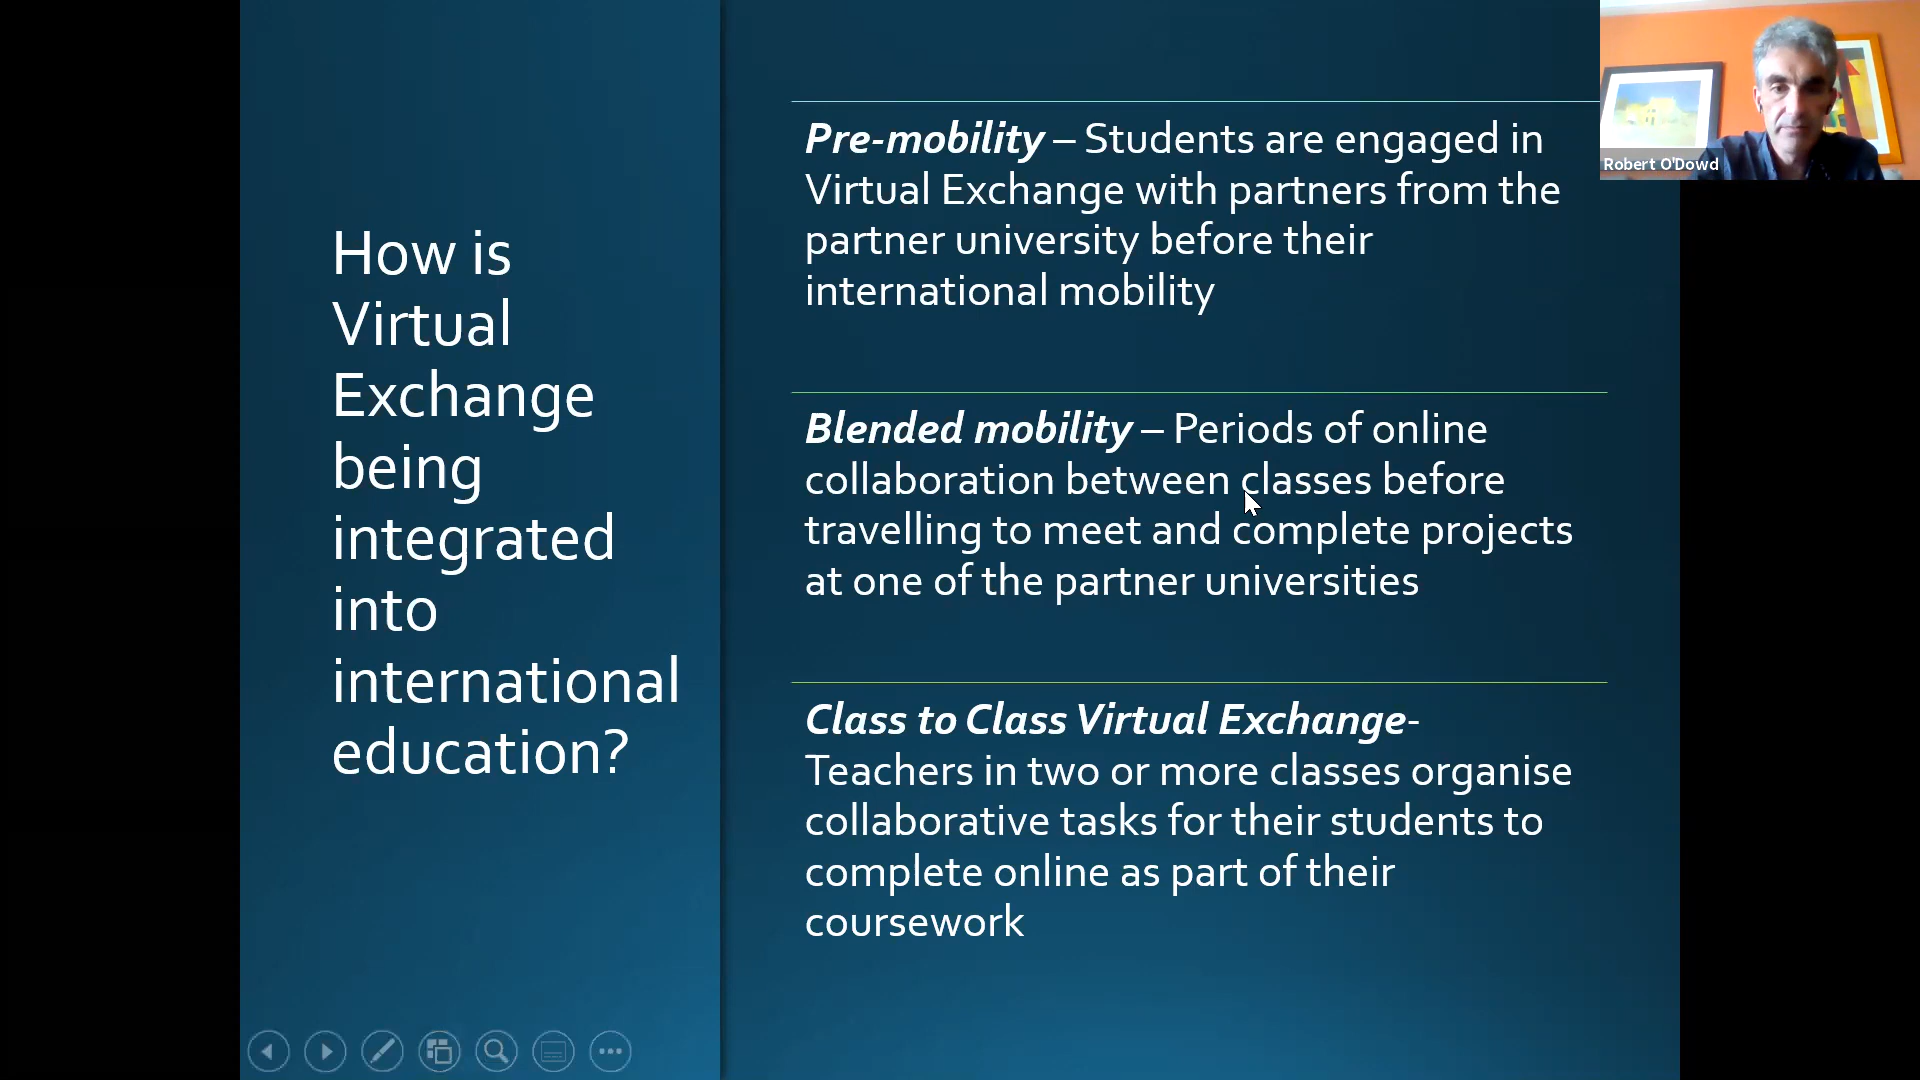 How is
Virtual
Exchange
being
integrated
into
international
education?
Pre-mobility – Students are engaged in
Virtual Exchange with partners from the
partner university before their
international mobility
Blended mobility – Periods of online
collaboration between classes before
travelling to meet and complete projects
at one of the partner universities
Class to Class Virtual Exchange-
Teachers in two or more classes organise
collaborative tasks for their students to
complete online as part of their
coursework
Robert O'Dowd